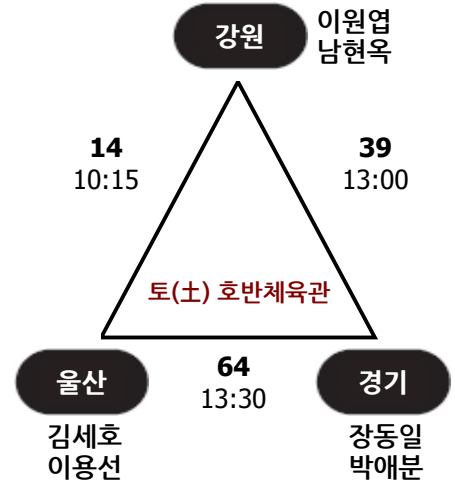 강원
이원엽
남현옥
14
10:15
39
13:00
토(土) 호반체육관
울산
64
13:30
경기
김세호
이용선
장동일
박애분